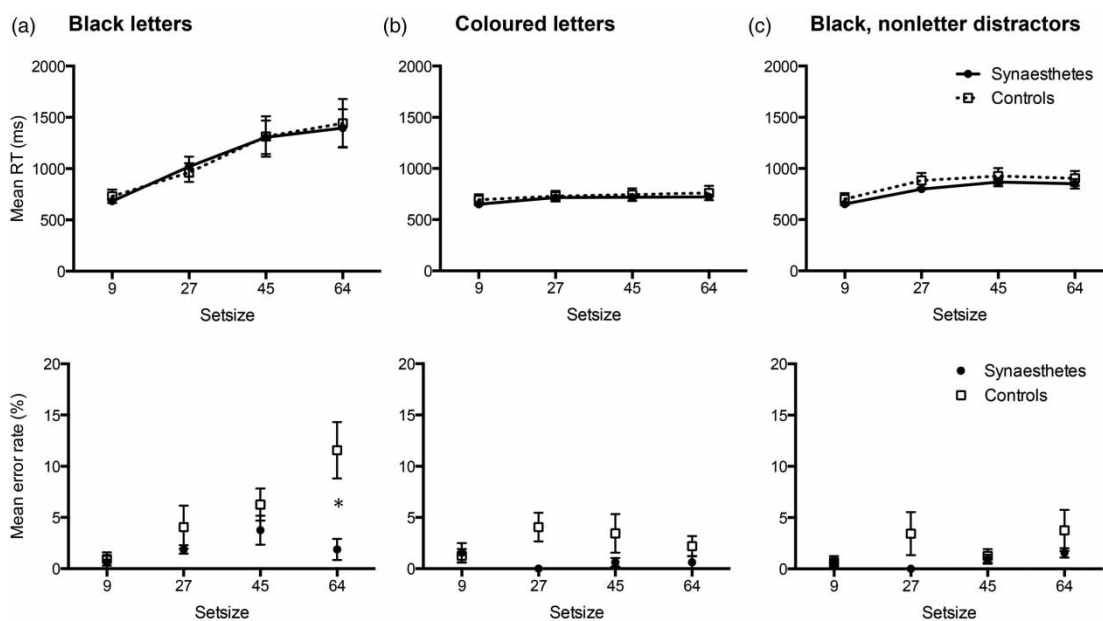 (a) Black letters
(b) Coloured letters
(c) Black, nonletter distractors
Mean RT (ms)
2000
1500
1000
500
0
9 27 45 64
Setsize
2000
1500
1000
500
0
9 27 45 64
Setsize
2000
1500
1000
500
0
Synaesthetes
Controls
9 27 45 64
Setsize
Mean error rate (%)
20
15
10
5
0
*
9 27 45 64
Setsize
20
15
10
5
0
9 27 45 64
Setsize
20
15
10
5
0
Synaesthetes
Controls
9 27 45 64
Setsize